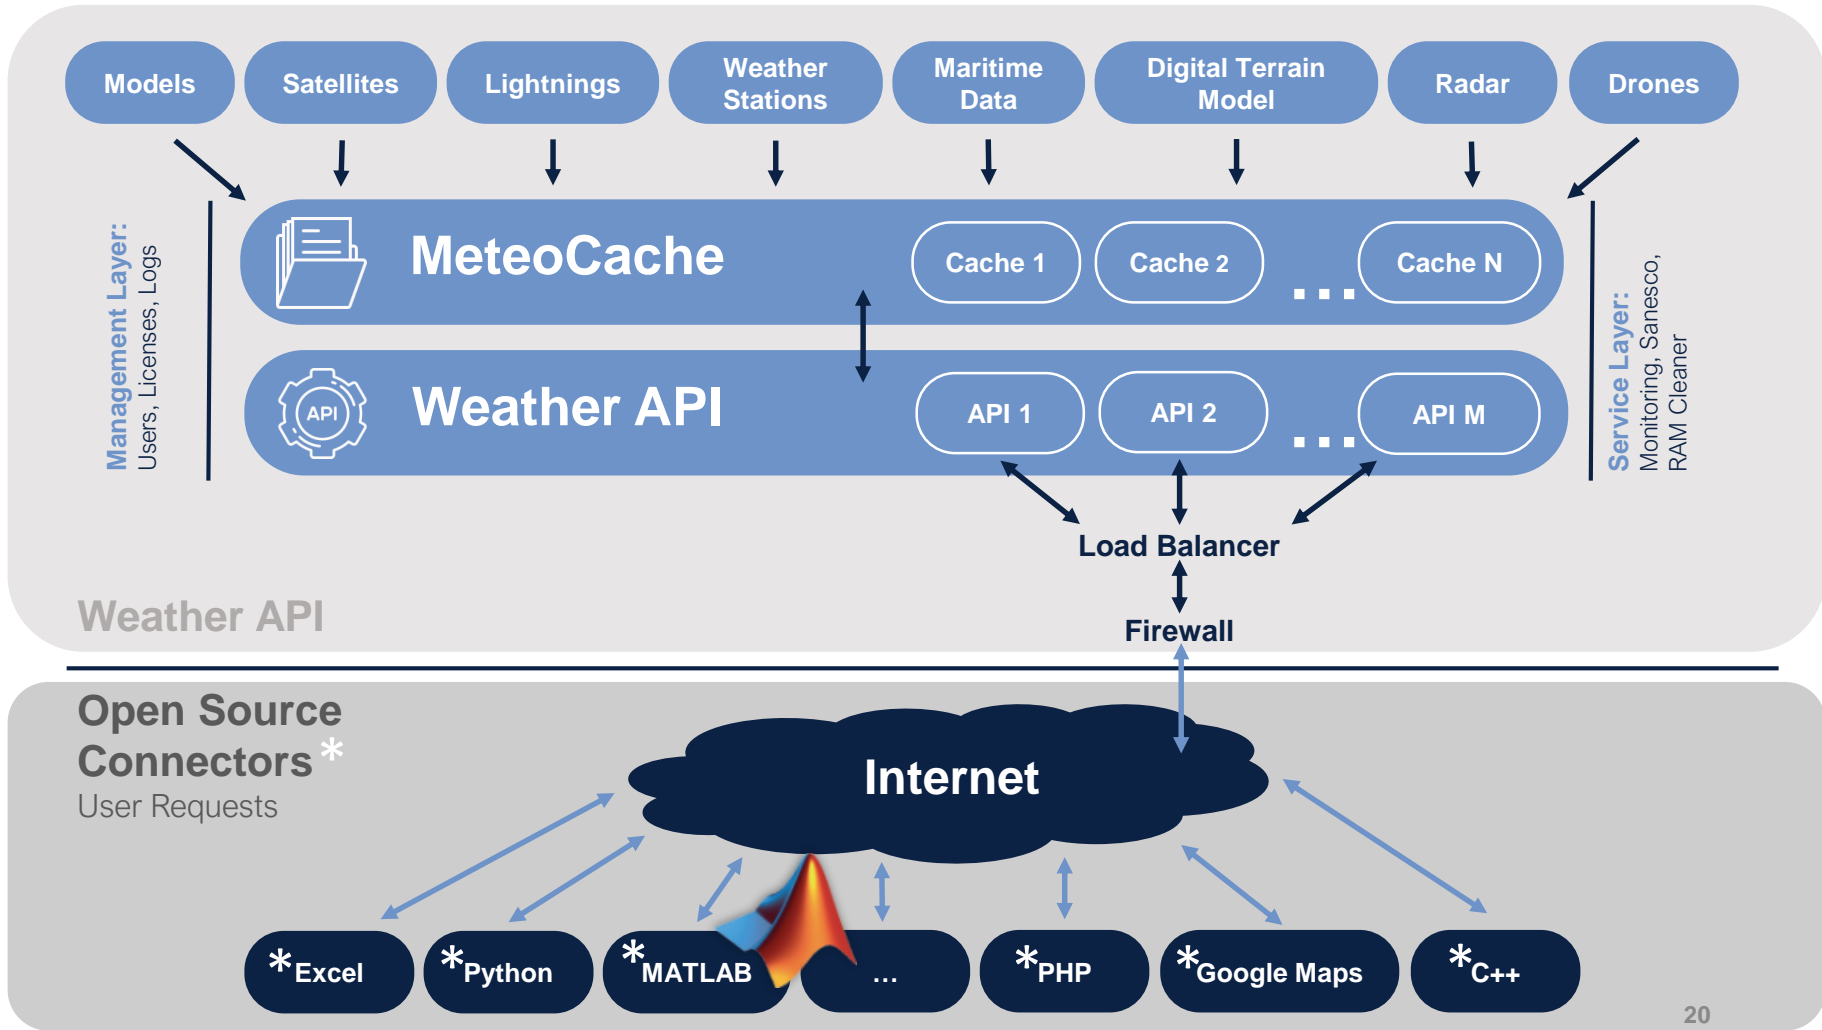 Models
Satellites
Lightnings
Weather
Stations
Maritime
Data
Digital Terrain
Model
Radar
Drones
Management Layer:
Users, Licenses, Logs
MeteoCache
Cache 1
Cache 2
...
Cache N
Service Layer:
Monitoring, Sanesco,
RAM Cleaner
API
Weather API
API 1
API 2
...
API M
Load Balancer
Firewall
Weather API
Open Source
Connectors*
User Requests
Internet
*Excel
*Python
*MATLAB
...
*PHP
*Google Maps
*C++
20